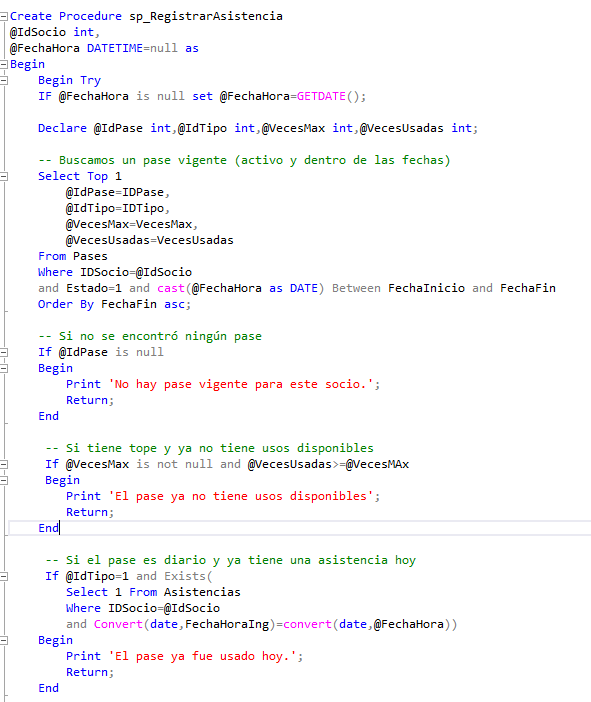 Create Procedure sp_RegistrarAsistencia
@IdSocio int,
@FechaHora DATETIME=null as
Begin
Begin Try
IF @FechaHora is null set @FechaHora=GETDATE();
Declare @IdPase int,@IdTipo int,@VecesMax int,@VecesUsadas int;
-- Buscamos un pase vigente (activo y dentro de las fechas)
Select Top 1
@IdPase=IDPase,
@IdTipo=IDTipo,
@VecesMax=VecesMax,
@VecesUsadas=VecesUsadas
From Pases
Where IDSocio=@IdSocio
and Estado=1 and cast(@FechaHora as DATE) Between FechaInicio and FechaFin
Order By FechaFin asc;
-- Si no se encontró ningún pase
If @IdPase is null
Begin
Print 'No hay pase vigente para este socio.';
Return;
End
-- Si tiene tope y ya no tiene usos disponibles
If @VecesMax is not null and @VecesUsadas>=@VecesMAx
Begin
Print 'El pase ya no tiene usos disponibles';
Return;
End
-- Si el pase es diario y ya tiene una asistencia hoy
If @IdTipo=1 and Exists(
Select 1 From Asistencias
Where IDSocio=@IdSocio
and Convert(date,FechaHoraIng)=convert(date,@FechaHora))
Begin
Print 'El pase ya fue usado hoy.';
Return;
End